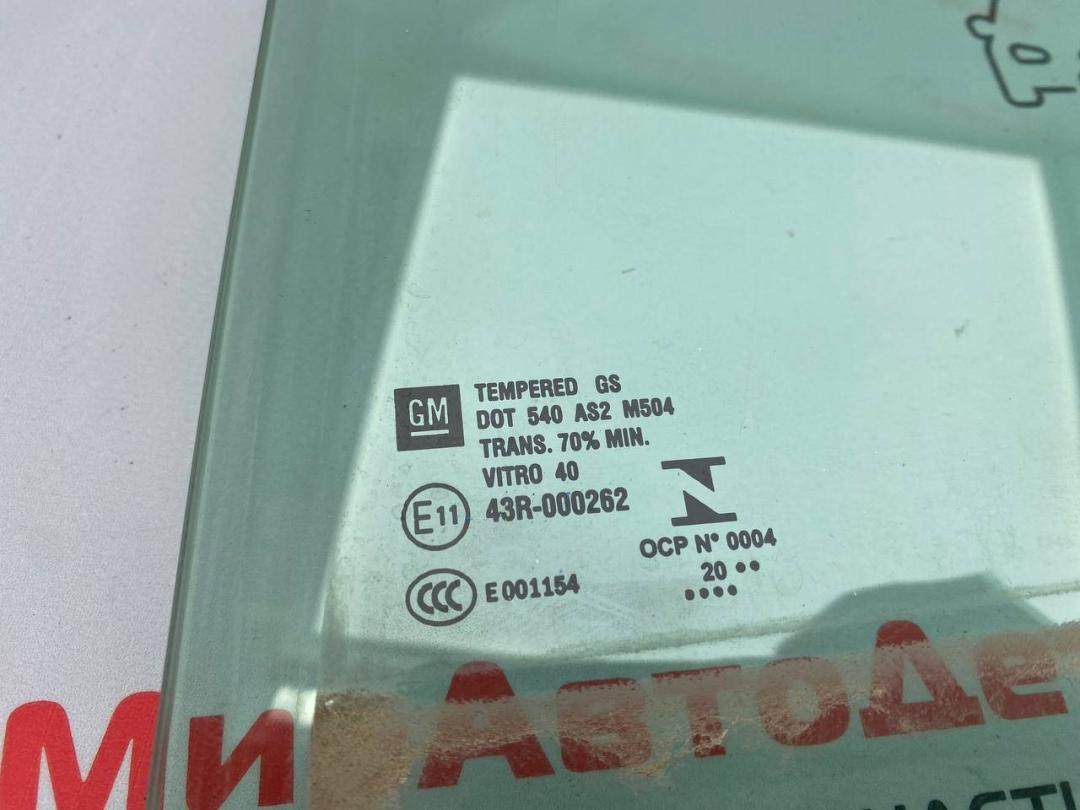 GM
TEMPERED GS
DOT 540 AS2 M504
TRANS. 70% MIN.
VITRO 40
E11 43R-000262
OCP N° 0004
20 ••
••••
CCC E001154
Ми АвтоДе